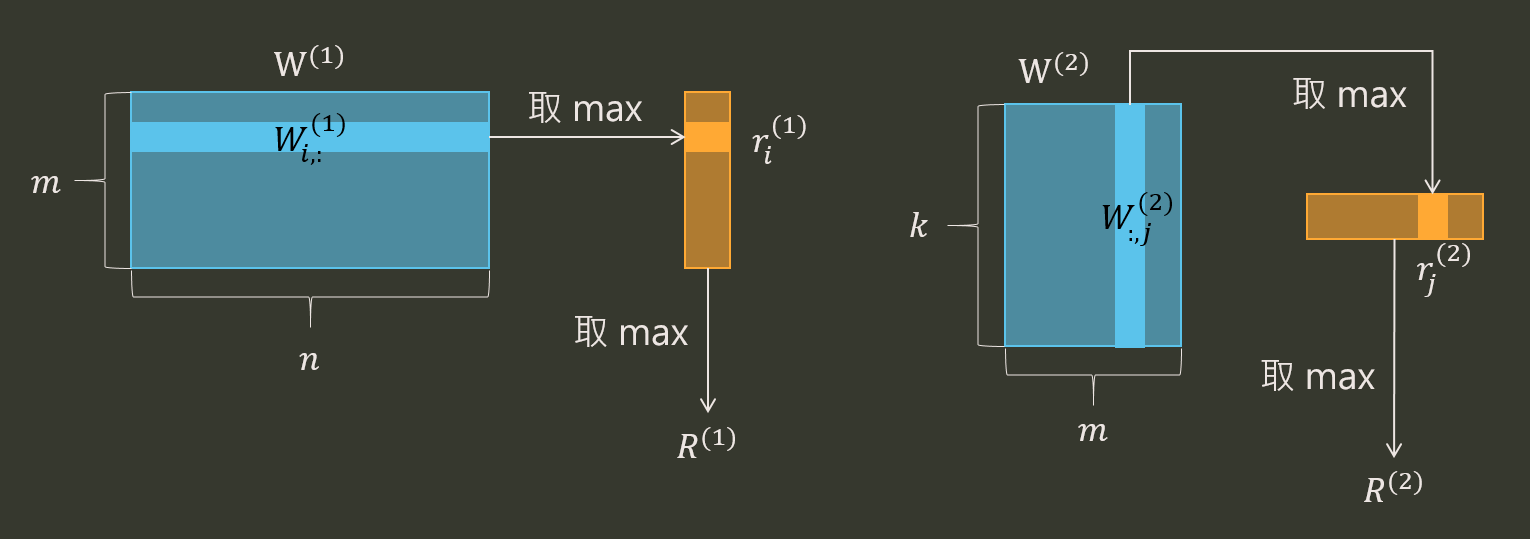 W^(1)
W_{i,:}^(1)
m
n
取 max
r_i^(1)
取 max
R^(1)
W^(2)
W_{:,j}^(2)
k
m
取 max
r_j^(2)
取 max
R^(2)